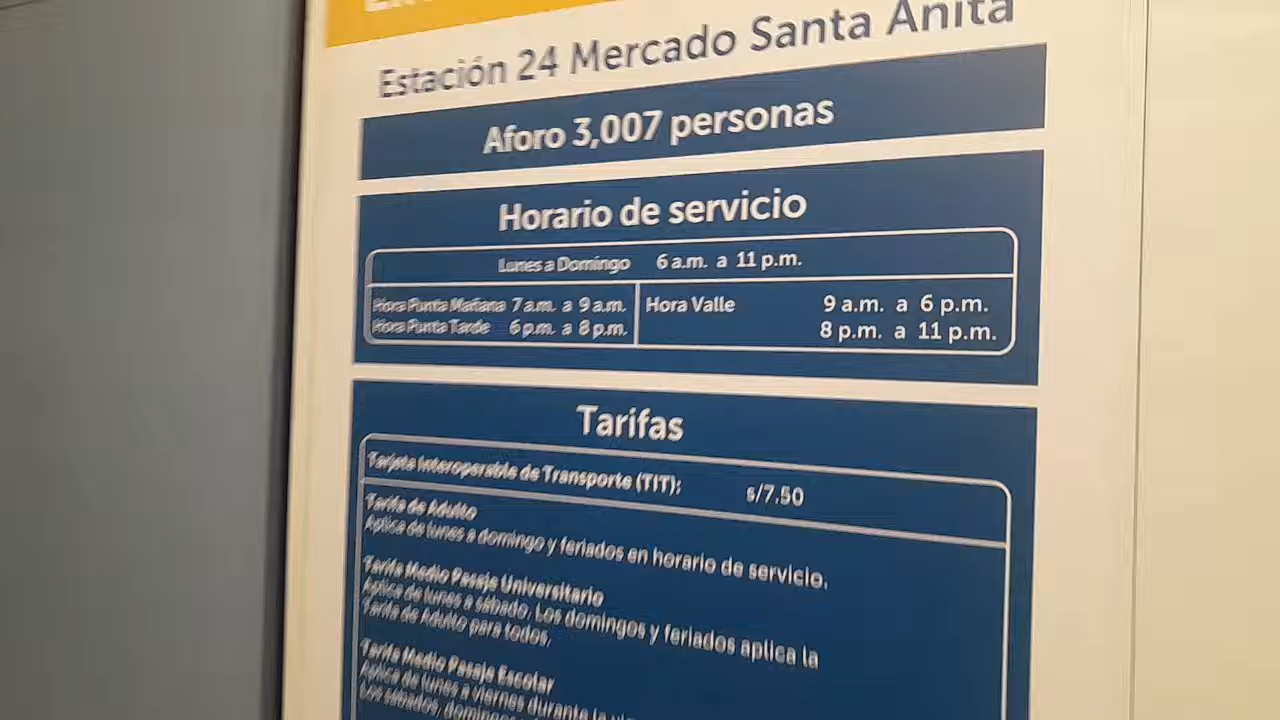 Estación 24 Mercado Santa Anita
Aforo 3,007 personas
Horario de servicio
Lunes a Domingo 6 a.m. a 11 p.m.
Hora Punta Mañana 7 a.m. a 9 a.m.
Hora Punta Tarde 6 p.m. a 8 p.m.
Hora Valle 9 a.m. a 6 p.m.
8 p.m. a 11 p.m.
Tarifas
Tarjeta Interoperable de Transporte (TIT): s/7.50
Tarifa de Adulto
Aplica de lunes a domingo y feriados en horario de servicio.
Tarifa Medio Pasaje Universitario
Aplica de lunes a sábado. Los domingos y feriados aplica la
Tarifa de Adulto para todos.
Tarifa Medio Pasaje Escolar
Aplica de lunes a viernes durante la
Los sábados, domingos